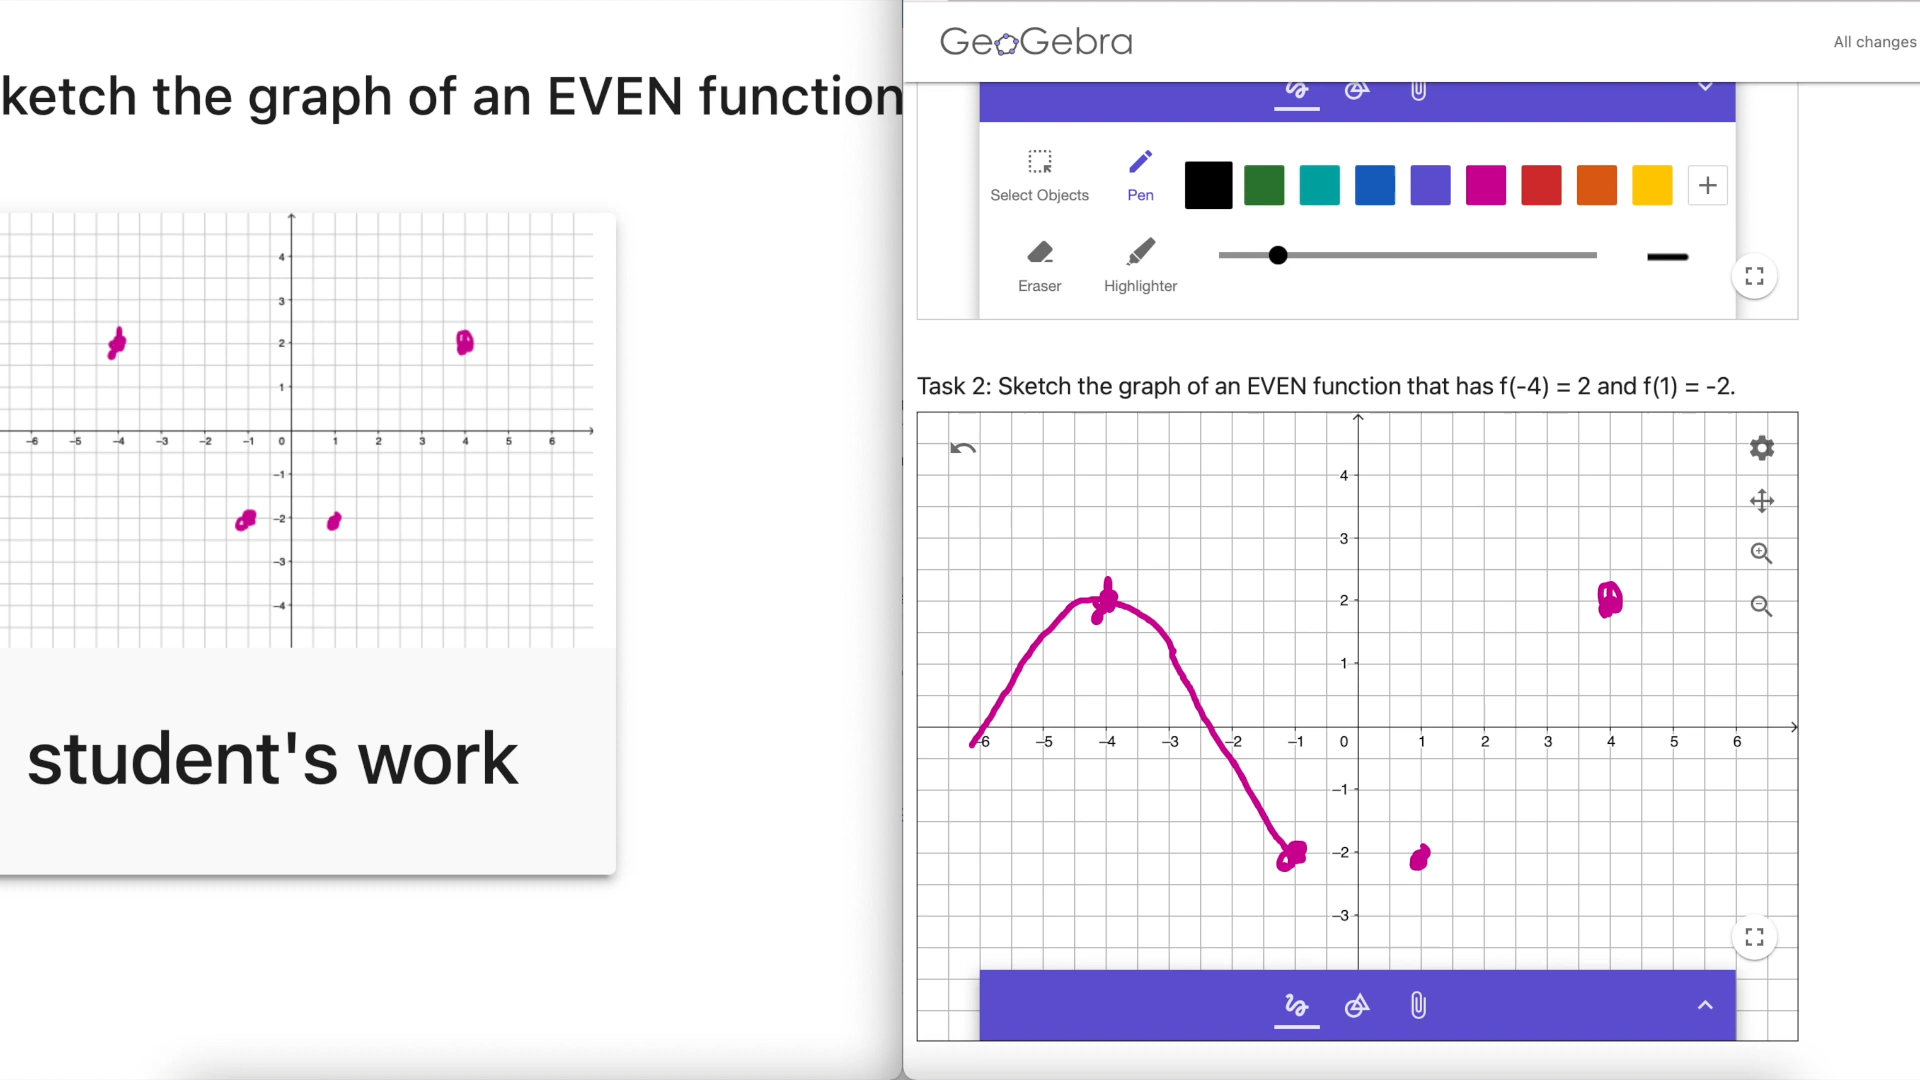 ketch the graph of an EVEN function
4
3
2
1
-6 -5 -4 -3 -2 -1 0 1 2 3 4 5 6
-1
-2
-3
-4
student's work
GeoGebra
All changes
Select Objects
Pen
Eraser
Highlighter
Task 2: Sketch the graph of an EVEN function that has f(-4) = 2 and f(1) = -2.
4
3
2
1
-6 -5 -4 -3 -2 -1 0 1 2 3 4 5 6
-1
-2
-3